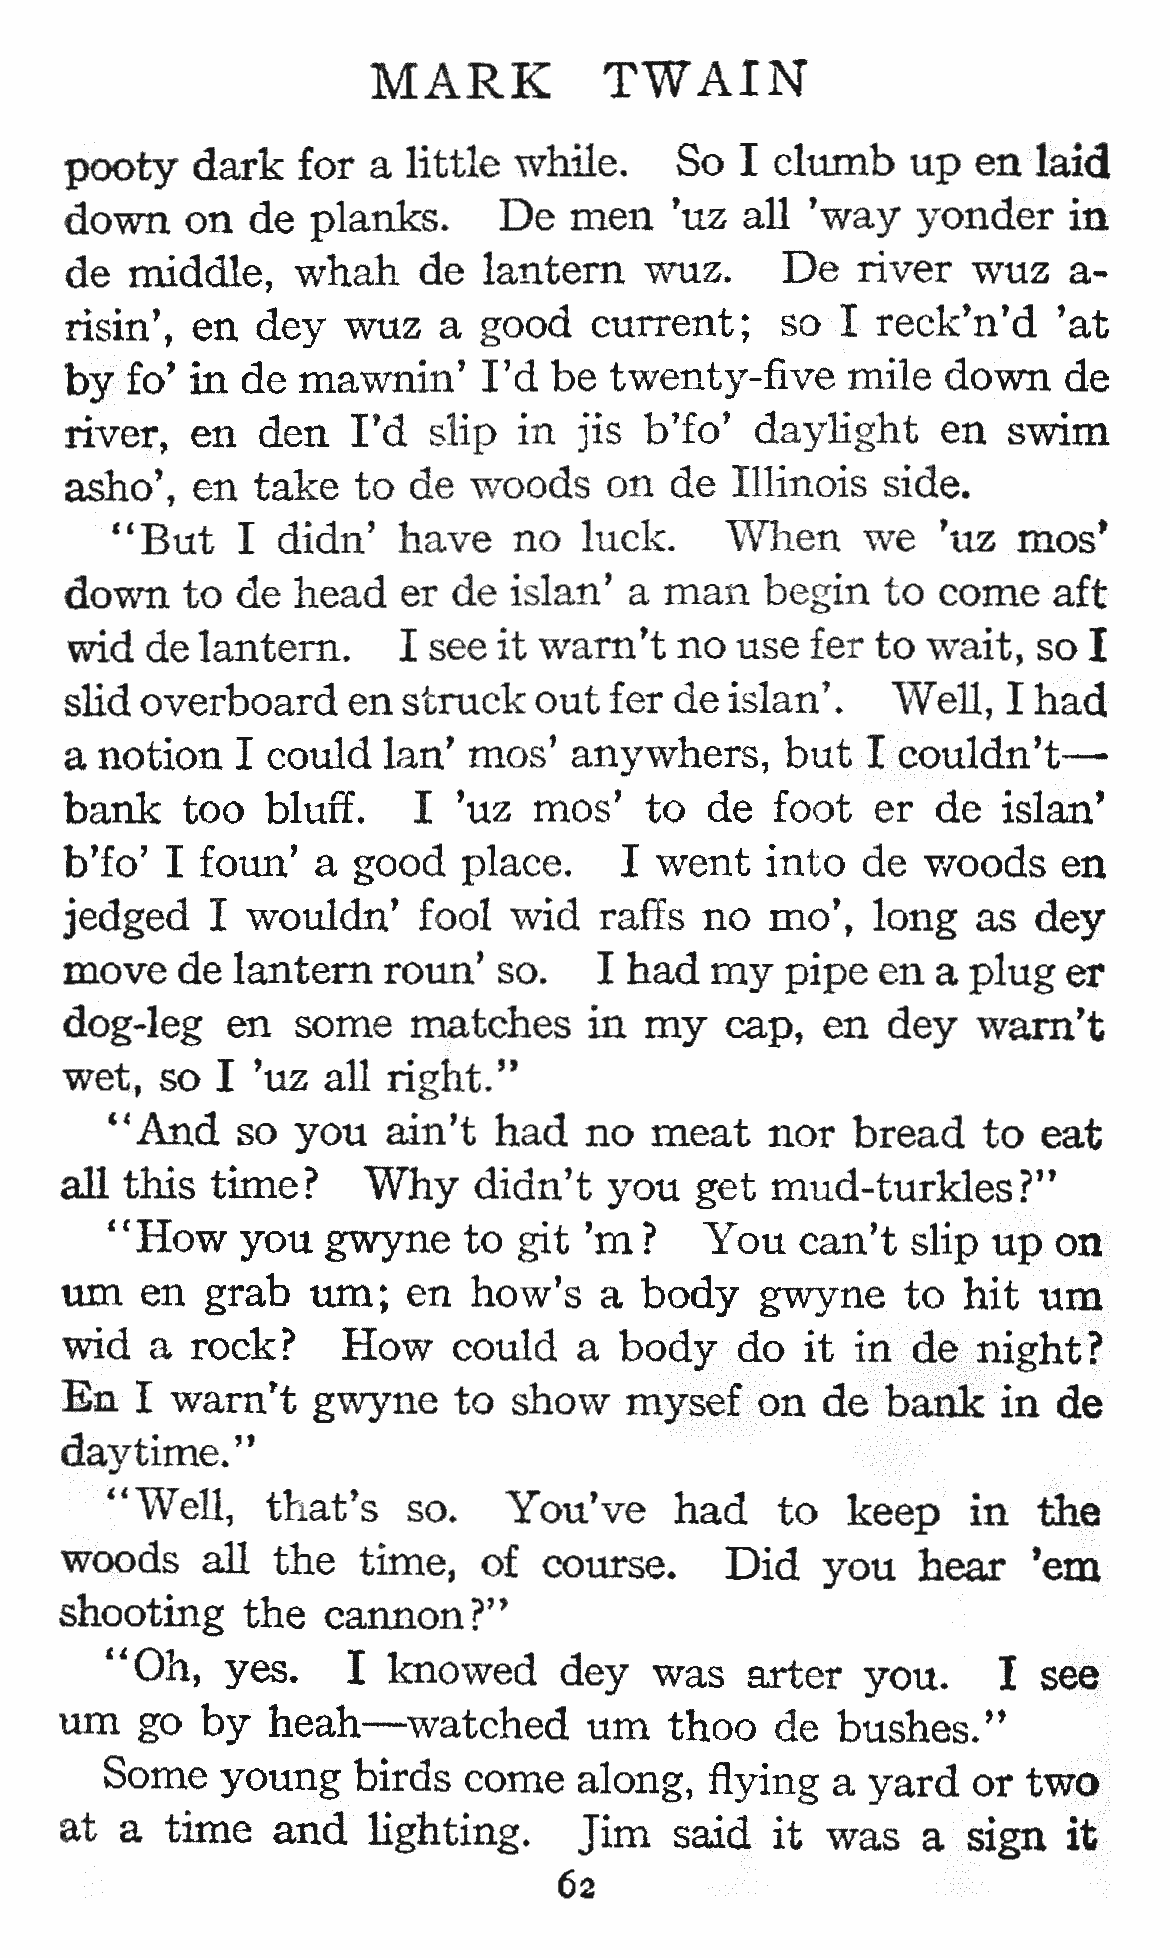 MARK TWAIN
pooty dark for a little while. So I clumb up en laid
down on de planks. De men 'uz all 'way yonder in
de middle, whah de lantern wuz. De river wuz a-
risin', en dey wuz a good current; so I reck'n'd 'at
by fo' in de mawnin' I'd be twenty-five mile down de
river, en den I'd slip in jis b'fo' daylight en swim
asho', en take to de woods on de Illinois side.
"But I didn' have no luck. When we 'uz mos'
down to de head er de islan' a man begin to come aft
wid de lantern. I see it warn't no use fer to wait, so I
slid overboard en struck out fer de islan'. Well, I had
a notion I could lan' mos' anywhers, but I couldn't—
bank too bluff. I 'uz mos' to de foot er de islan'
b'fo' I foun' a good place. I went into de woods en
jedged I wouldn' fool wid raffs no mo', long as dey
move de lantern roun' so. I had my pipe en a plug er
dog-leg en some matches in my cap, en dey warn't
wet, so I 'uz all right."
"And so you ain't had no meat nor bread to eat
all this time? Why didn't you get mud-turkles?"
"How you gwyne to git 'm? You can't slip up on
um en grab um; en how's a body gwyne to hit um
wid a rock? How could a body do it in de night?
En I warn't gwyne to show mysef on de bank in de
daytime."
"Well, that's so. You've had to keep in the
woods all the time, of course. Did you hear 'em
shooting the cannon?"
"Oh, yes. I knowed dey was arter you. I see
um go by heah—watched um thoo de bushes."
Some young birds come along, flying a yard or two
at a time and lighting. Jim said it was a sign it
62